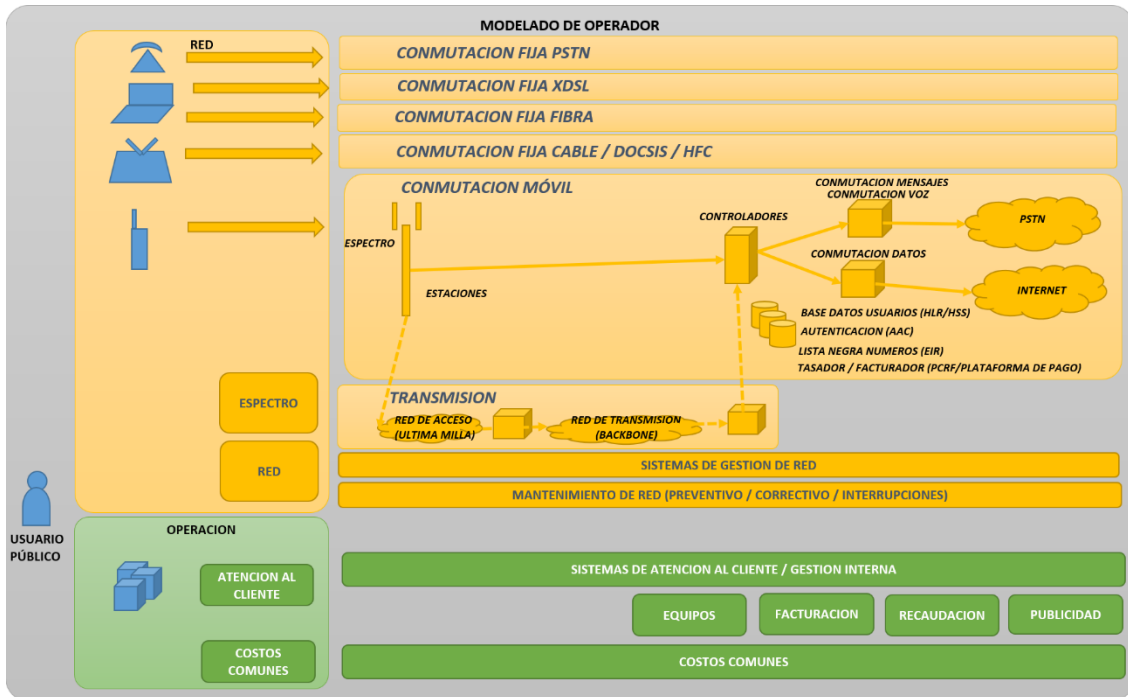 MODELADO DE OPERADOR
RED
CONMUTACION FIJA PSTN
CONMUTACION FIJA XDSL
CONMUTACION FIJA FIBRA
CONMUTACION FIJA CABLE / DOCSIS / HFC
CONMUTACION MÓVIL
CONMUTACION MENSAJES
CONMUTACION VOZ
CONTROLADORES
PSTN
ESPECTRO
CONMUTACION DATOS
ESTACIONES
INTERNET
BASE DATOS USUARIOS (HLR/HSS)
AUTENTICACION (AAC)
LISTA NEGRA NUMEROS (EIR)
TASADOR / FACTURADOR (PCRF/PLATAFORMA DE PAGO)
ESPECTRO
TRANSMISION
RED DE ACCESO
(ULTIMA MILLA)
RED DE TRANSMISION
(BACKBONE)
RED
SISTEMAS DE GESTION DE RED
MANTENIMIENTO DE RED (PREVENTIVO / CORRECTIVO / INTERRUPCIONES)
USUARIO
PÚBLICO
OPERACION
ATENCION AL
CLIENTE
SISTEMAS DE ATENCION AL CLIENTE / GESTION INTERNA
EQUIPOS
FACTURACION
RECAUDACION
PUBLICIDAD
COSTOS
COMUNES
COSTOS COMUNES